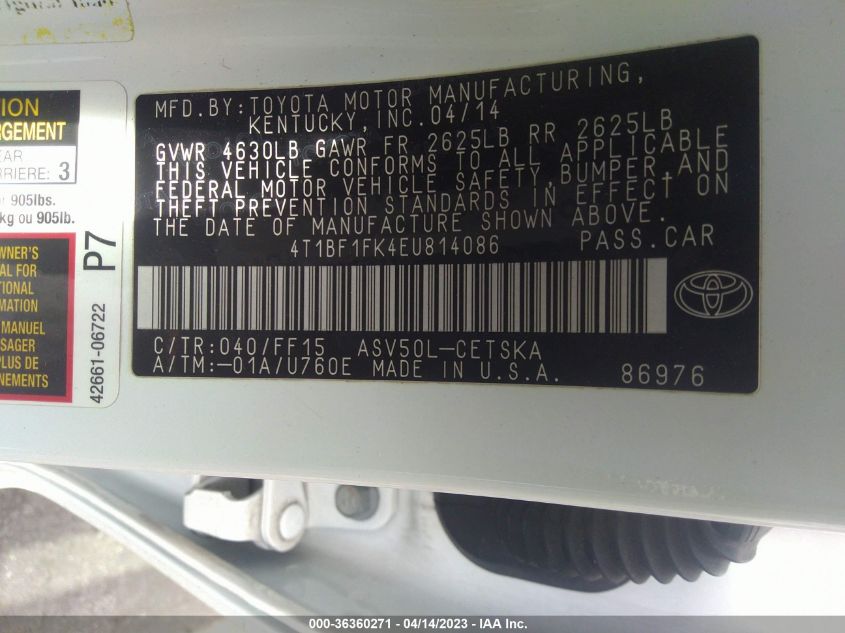 MFD.BY:TOYOTA MOTOR MANUFACTURING,
KENTUCKY,INC.04/14
GVWR 4630LB GAWR FR 2625LB RR 2625LB
THIS VEHICLE CONFORMS TO ALL APPLICABLE
FEDERAL MOTOR VEHICLE SAFETY,BUMPER,AND
THEFT PREVENTION STANDARDS IN EFFECT ON
THE DATE OF MANUFACTURE SHOWN ABOVE.
4T1BF1FK4EU814086 PASS.CAR
C/TR:040/FF15 ASV50L-CETSKA
A/TM:-01A/U760E MADE IN U.S.A. 86976
P7
42661-06722
RIERE: 3
905lbs.
kg ou 905lb.
WNER'S
AL FOR
TIONAL
MATION
MANUEL
SAGER
PLUS DE
NEMENTS
000-36360271 - 04/14/2023 - IAA Inc.